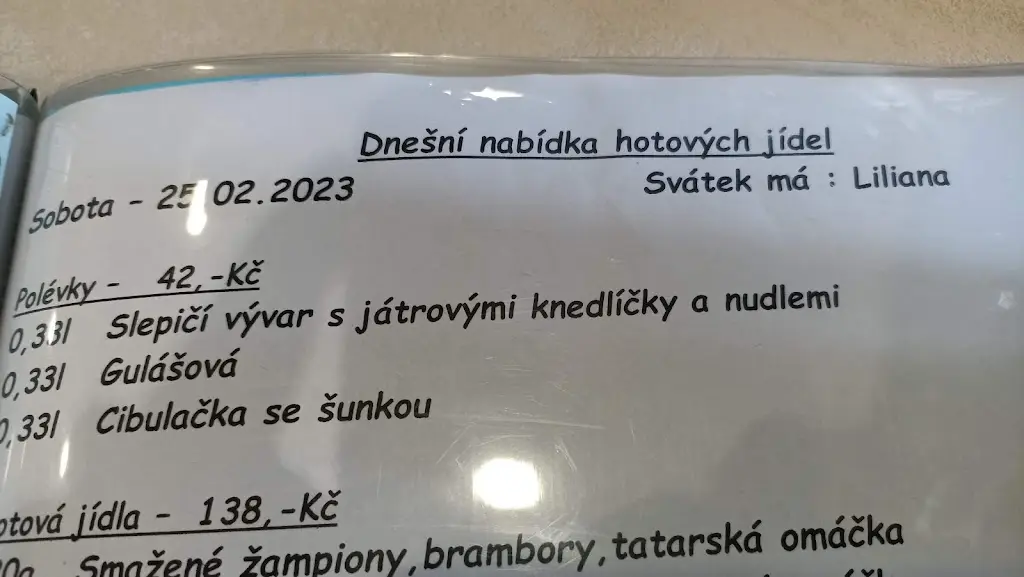 Dnešní nabídka hotových jídel
Sobota - 25.02.2023 Svátek má : Liliana
Polévky - 42,-Kč
0,33l Slepičí vývar s játrovými knedlíčky a nudlemi
0,33l Gulášová
0,33l Cibulačka se šunkou
otová jídla - 138,-Kč
Smažené žampiony,brambory,tatarská omáčka